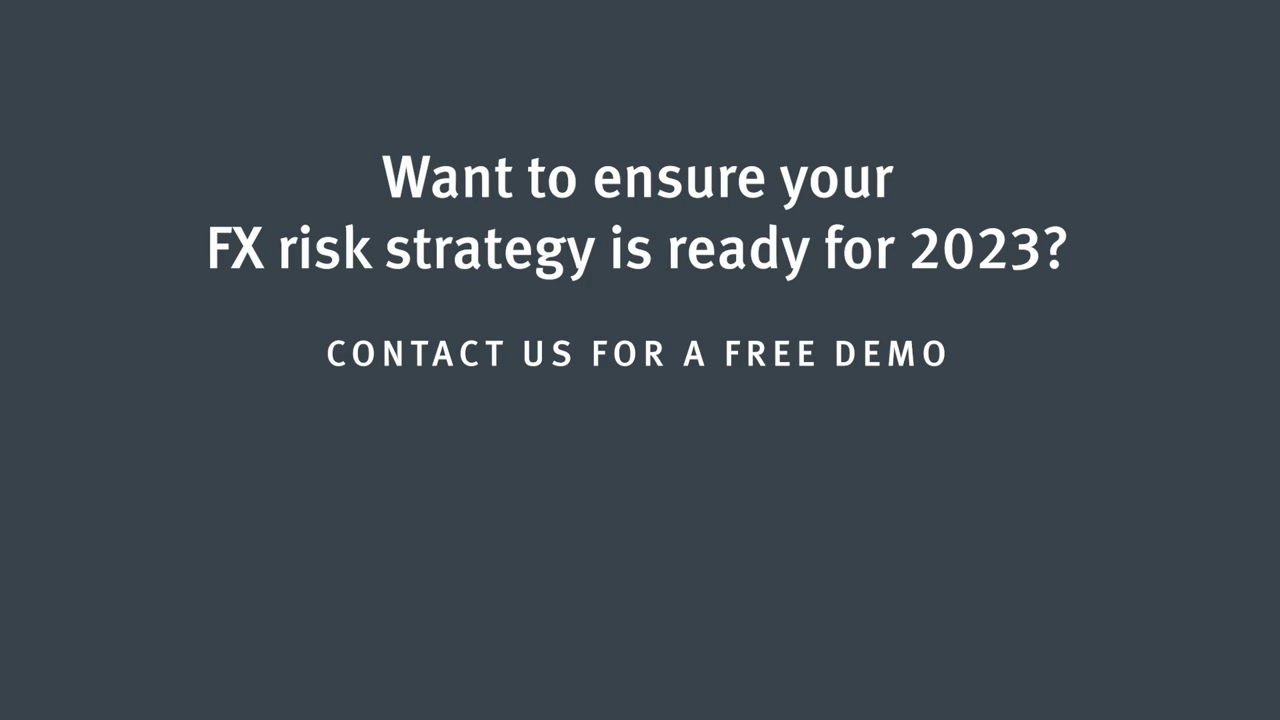 Want to ensure your
FX risk strategy is ready for 2023?
CONTACT US FOR A FREE DEMO